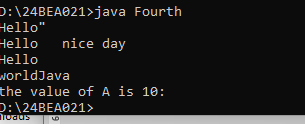 D:\24BEA021>java Fourth
Hello"
Hello   nice day
Hello
worldJava
the value of A is 10:
D:\24BEA021>